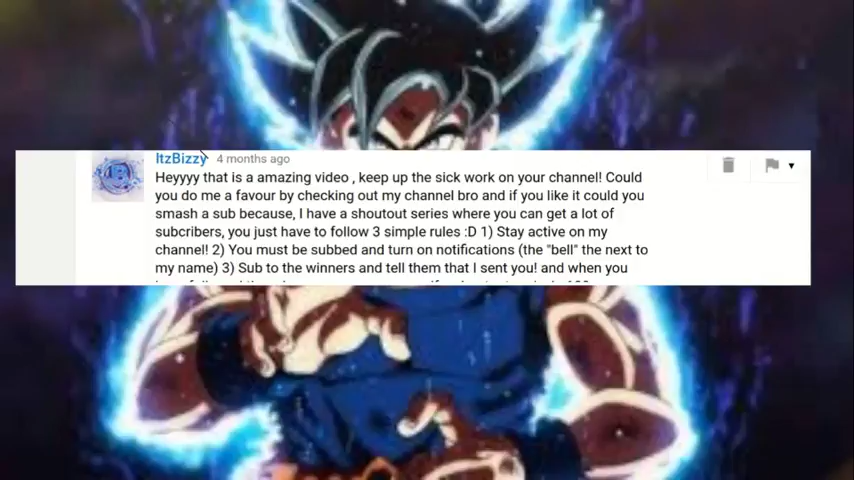 ItzBizzy 4 months ago
Heyyyy that is a amazing video , keep up the sick work on your channel! Could
you do me a favour by checking out my channel bro and if you like it could you
smash a sub because, I have a shoutout series where you can get a lot of
subcribers, you just have to follow 3 simple rules :D 1) Stay active on my
channel! 2) You must be subbed and turn on notifications (the "bell" the next to
my name) 3) Sub to the winners and tell them that I sent you! and when you